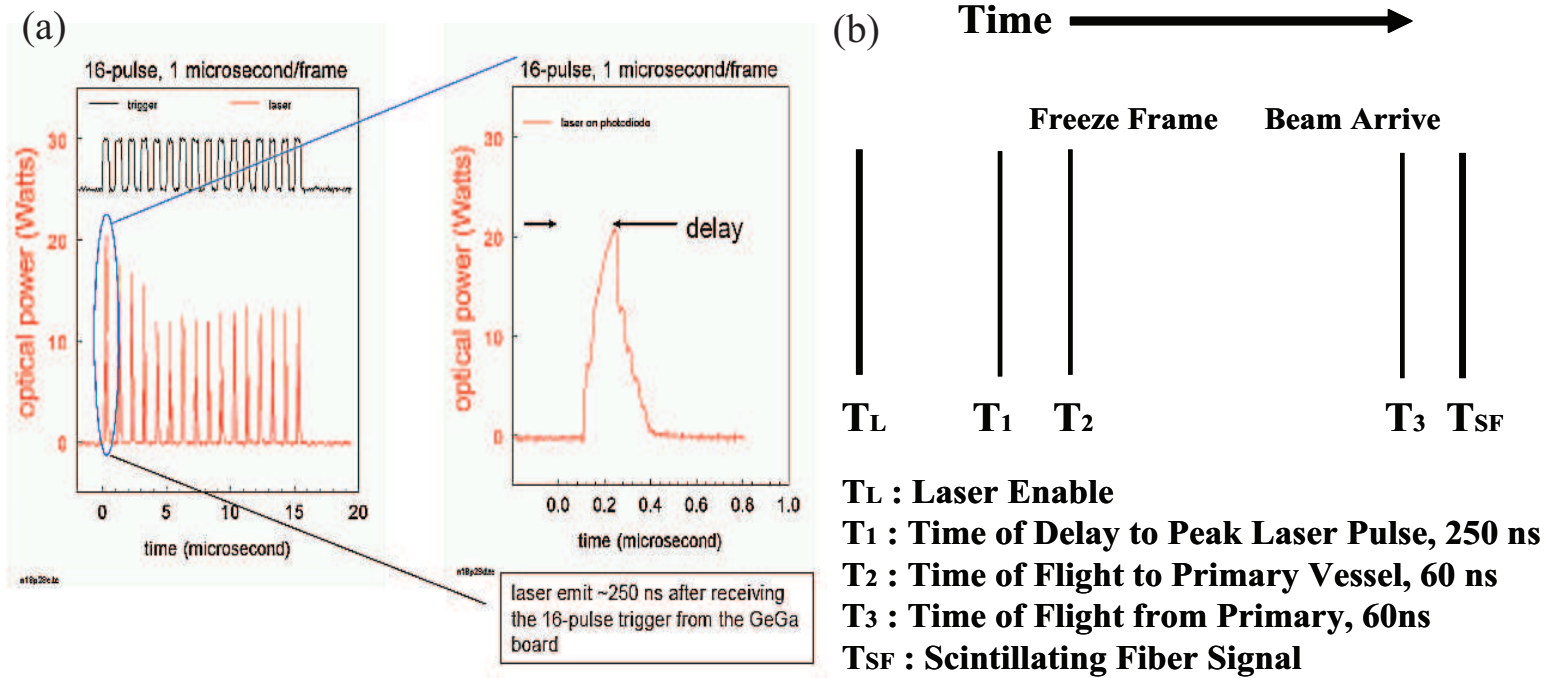 (a)
16-pulse, 1 microsecond/frame
trigger
laser
30
20
10
0
optical power (Watts)
0 5 10 15 20
time (microsecond)
n18p28e.te
16-pulse, 1 microsecond/frame
laser on photodiode
30
20
10
0
optical power (Watts)
delay
0.0 0.2 0.4 0.6 0.8 1.0
time (microsecond)
laser emit ~250 ns after receiving
the 16-pulse trigger from the GeGa
board
(b)
Time
Freeze Frame Beam Arrive
TL T1 T2 T3 TSF
TL : Laser Enable
T1 : Time of Delay to Peak Laser Pulse, 250 ns
T2 : Time of Flight to Primary Vessel, 60 ns
T3 : Time of Flight from Primary, 60ns
TSF : Scintillating Fiber Signal